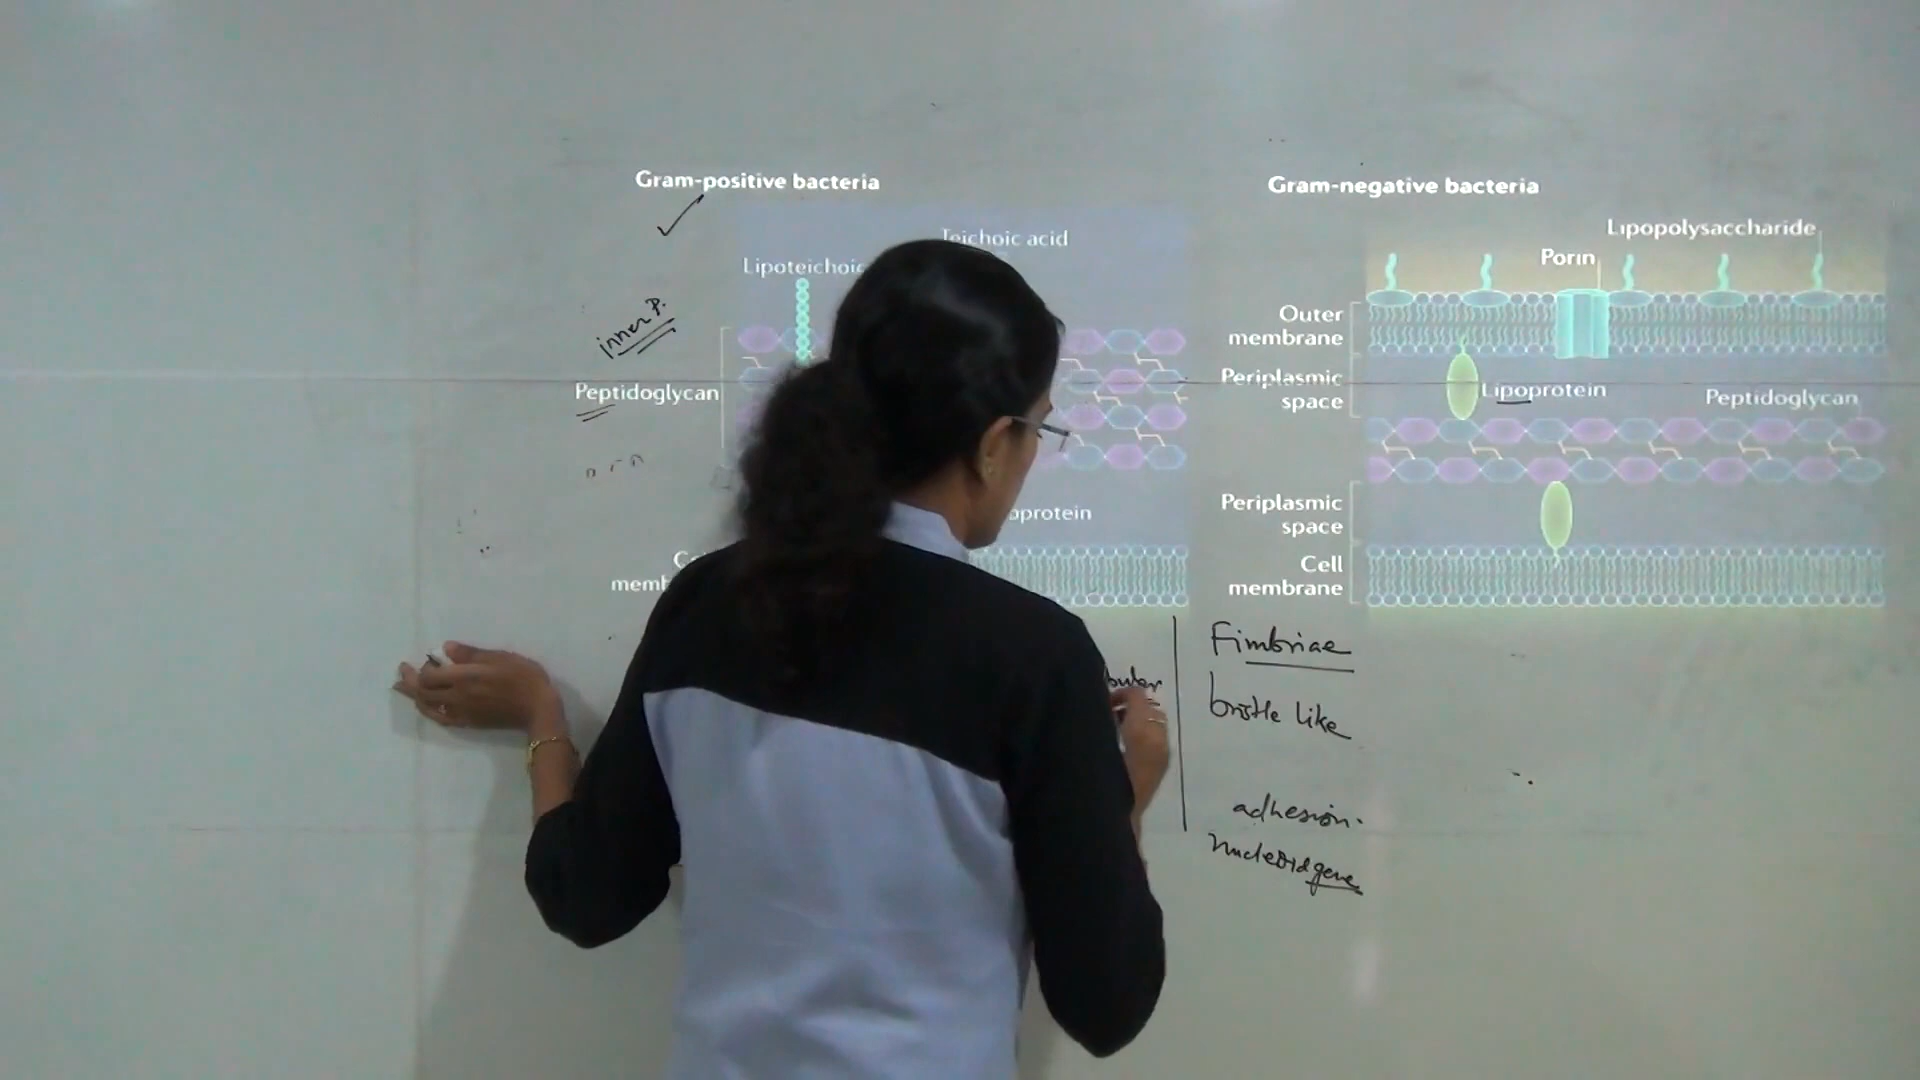 Gram-positive bacteria
Teichoic acid
Lipoteichoic
inner P.
Peptidoglycan
Gram-negative bacteria
Lipopolysaccharide
Porin
Outer
membrane
Periplasmic
space
Lipoprotein
Peptidoglycan
Periplasmic
space
Cell
membrane
Fimbriae
bristle like
adhesion.
nucleoid gene